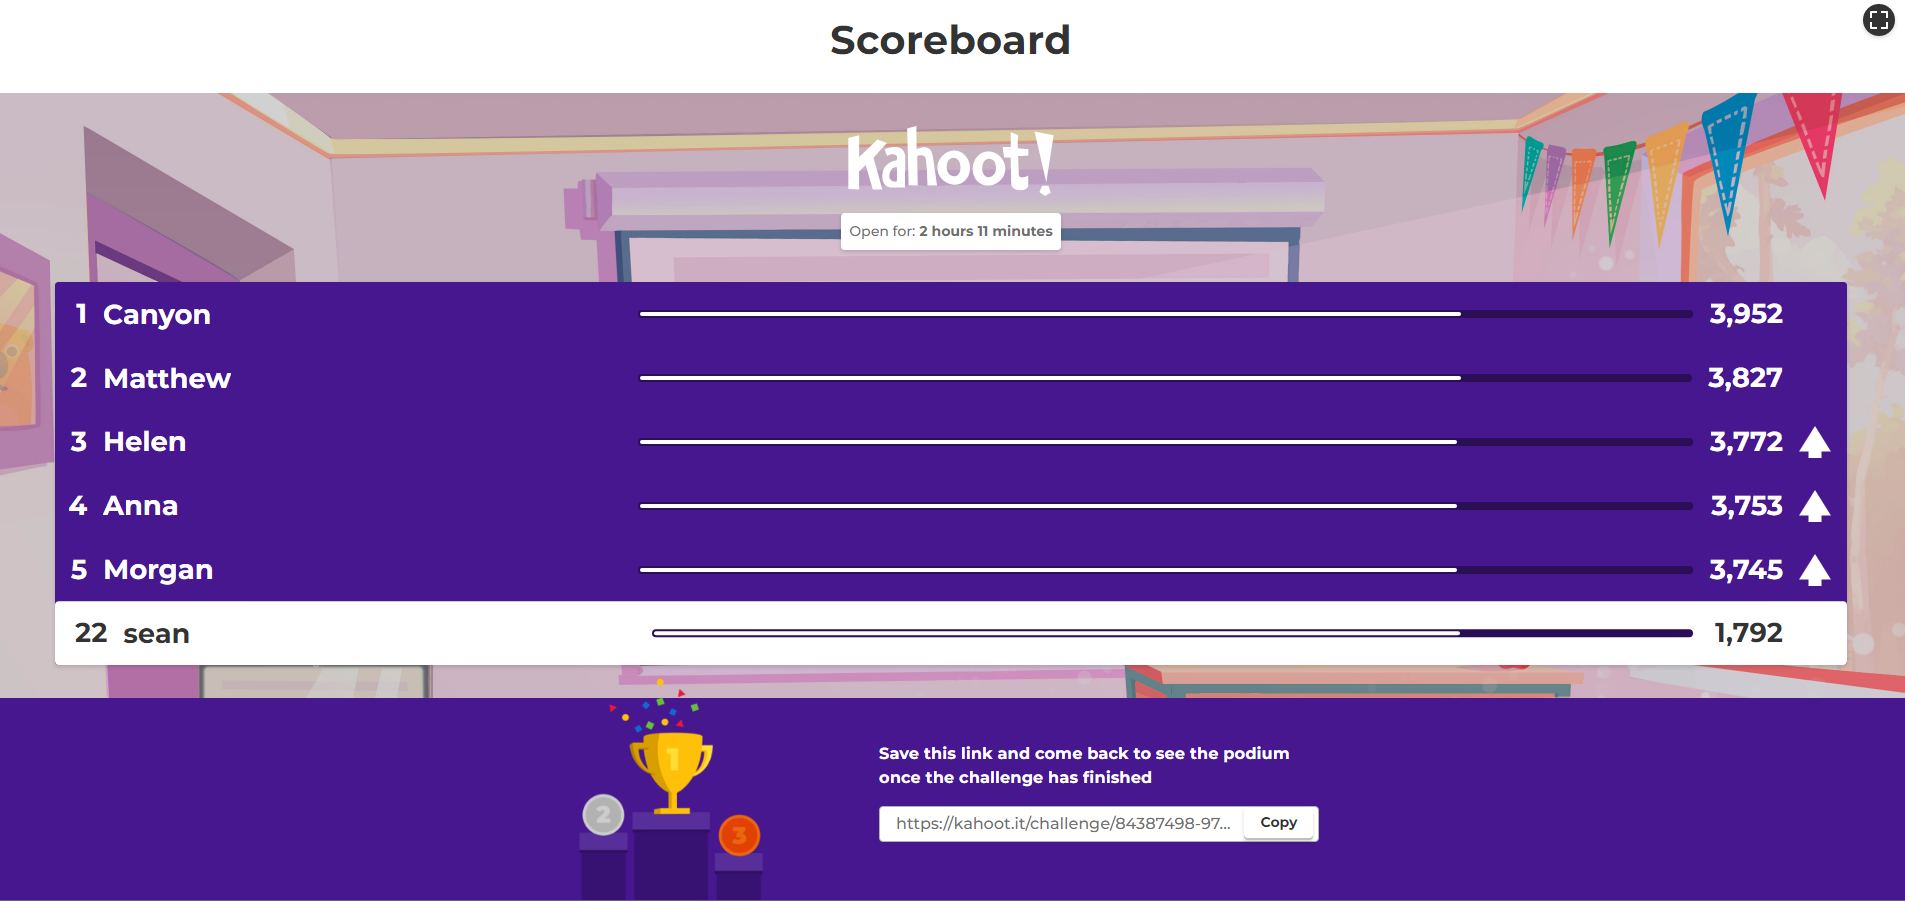 Scoreboard
Kahoot!
Open for: 2 hours 11 minutes
1 Canyon 3,952
2 Matthew 3,827
3 Helen 3,772
4 Anna 3,753
5 Morgan 3,745
22 sean 1,792
1
2
3
Save this link and come back to see the podium
once the challenge has finished
https://kahoot.it/challenge/84387498-97... Copy